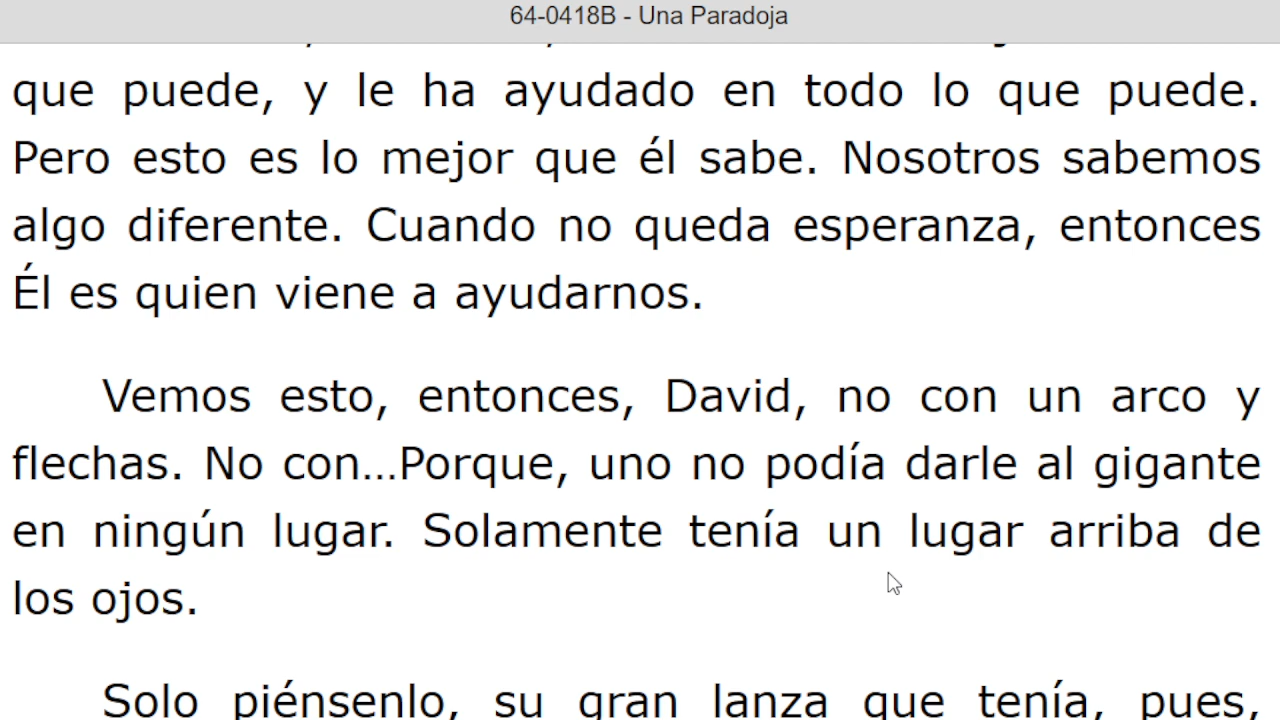 64-0418B - Una Paradoja
que puede, y le ha ayudado en todo lo que puede.
Pero esto es lo mejor que él sabe. Nosotros sabemos
algo diferente. Cuando no queda esperanza, entonces
Él es quien viene a ayudarnos.
Vemos esto, entonces, David, no con un arco y
flechas. No con…Porque, uno no podía darle al gigante
en ningún lugar. Solamente tenía un lugar arriba de
los ojos.
Solo piénsenlo, su gran lanza que tenía, pues,